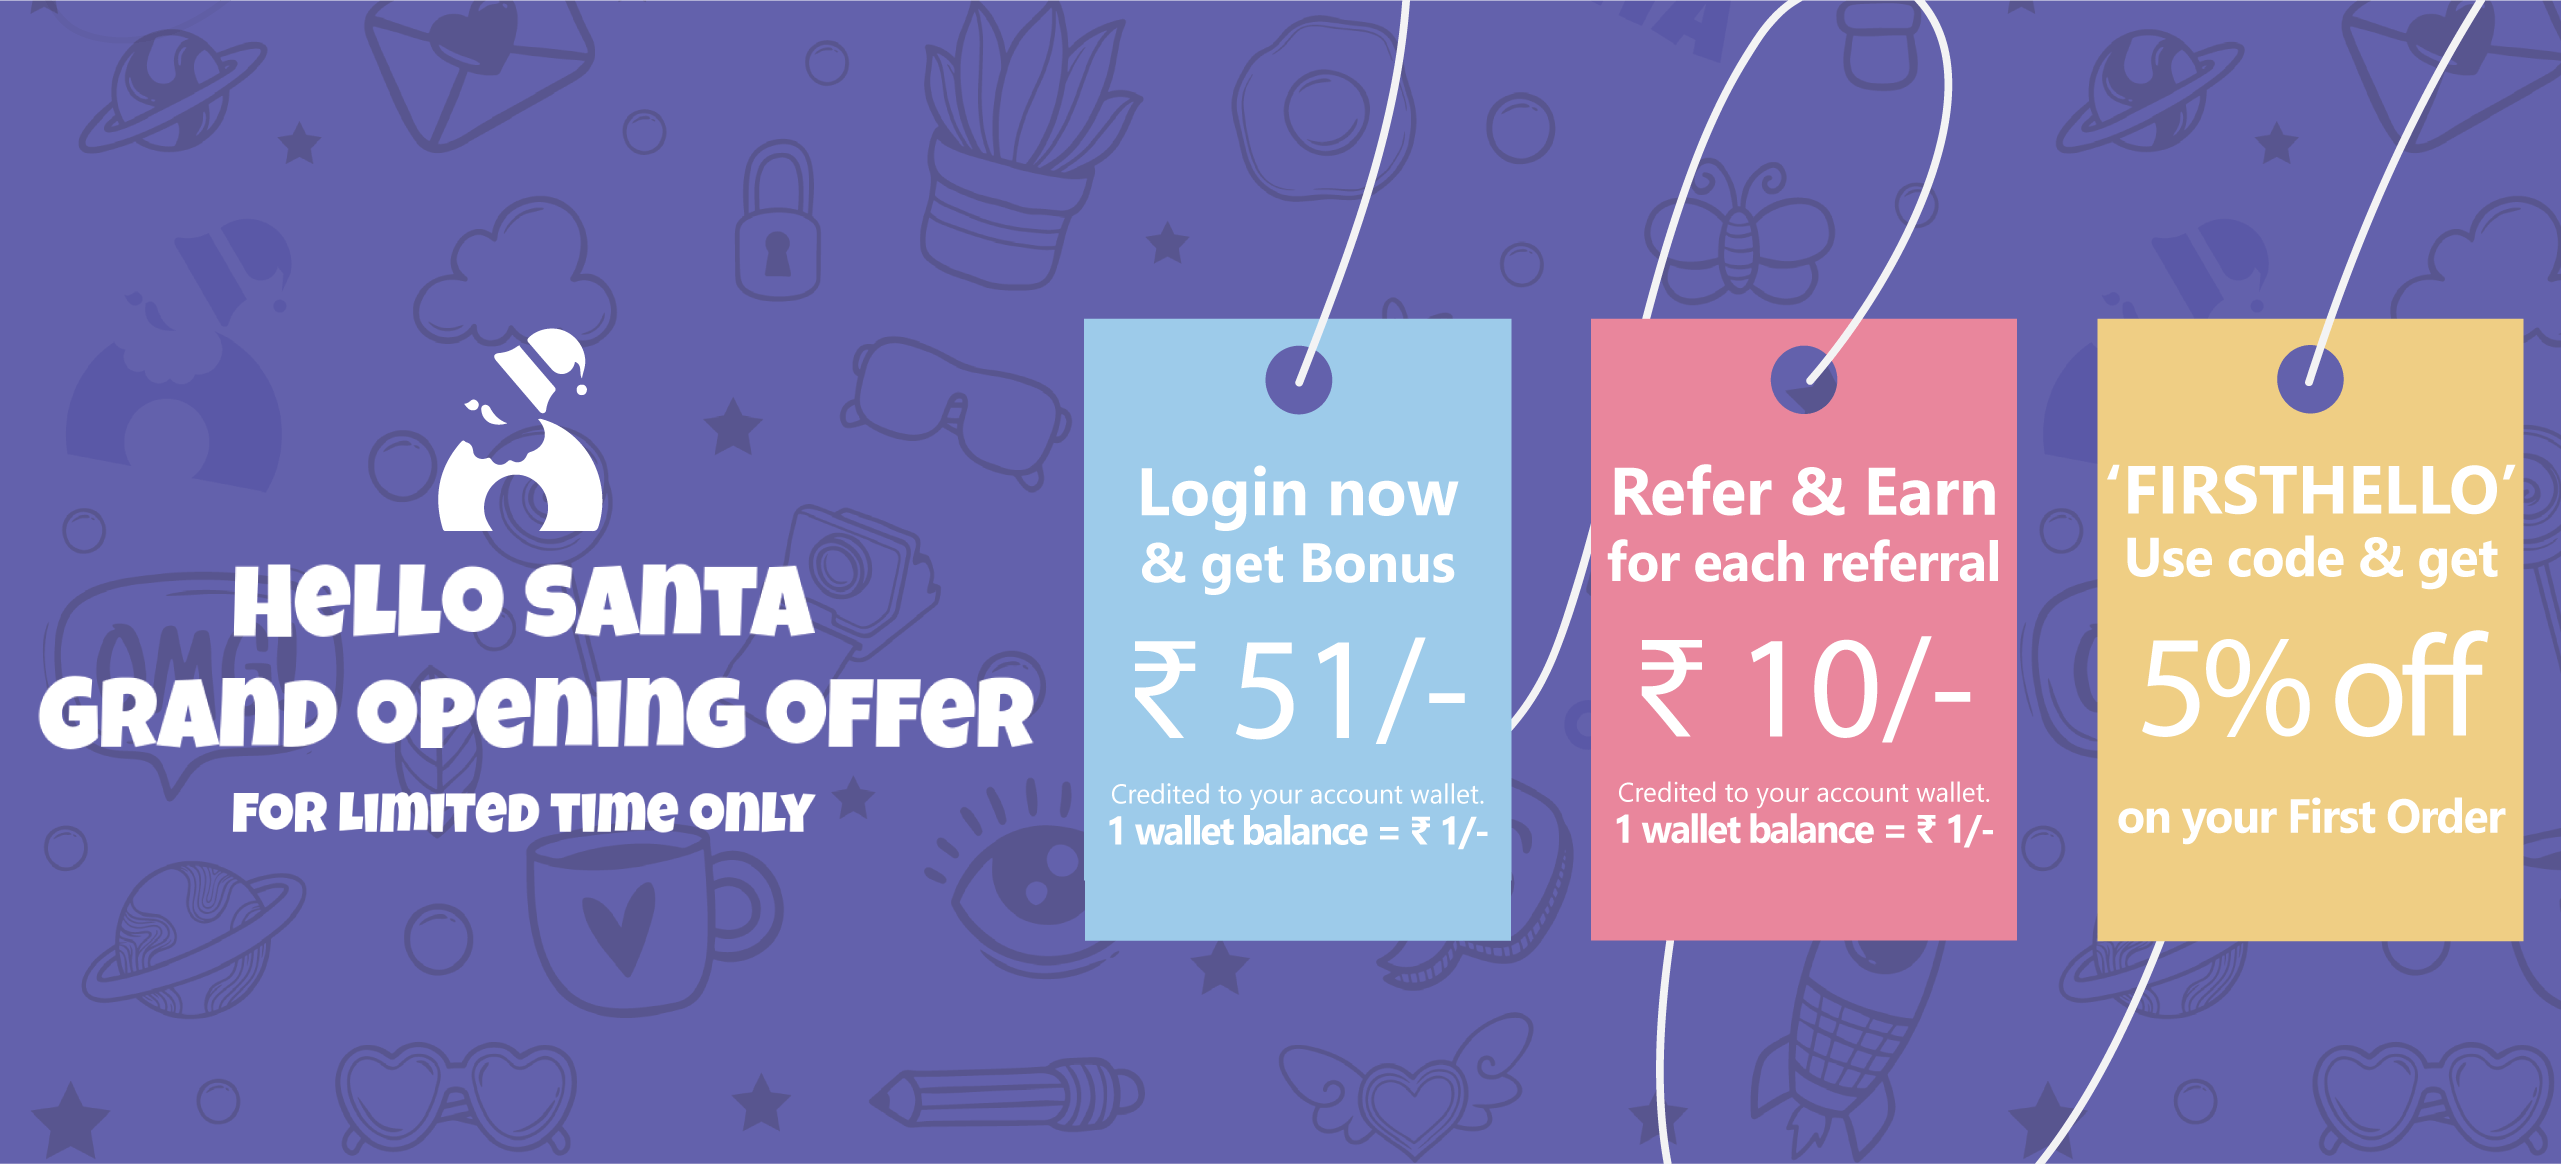 HELLO SANTA
GRAND OPENING OFFER
FOR LIMITED TIME ONLY
OMG!
Login now
& get Bonus
₹ 51/-
Credited to your account wallet.
1 wallet balance = ₹ 1/-
Refer & Earn
for each referral
₹ 10/-
Credited to your account wallet.
1 wallet balance = ₹ 1/-
‘FIRSTHELLO’
Use code & get
5% off
on your First Order